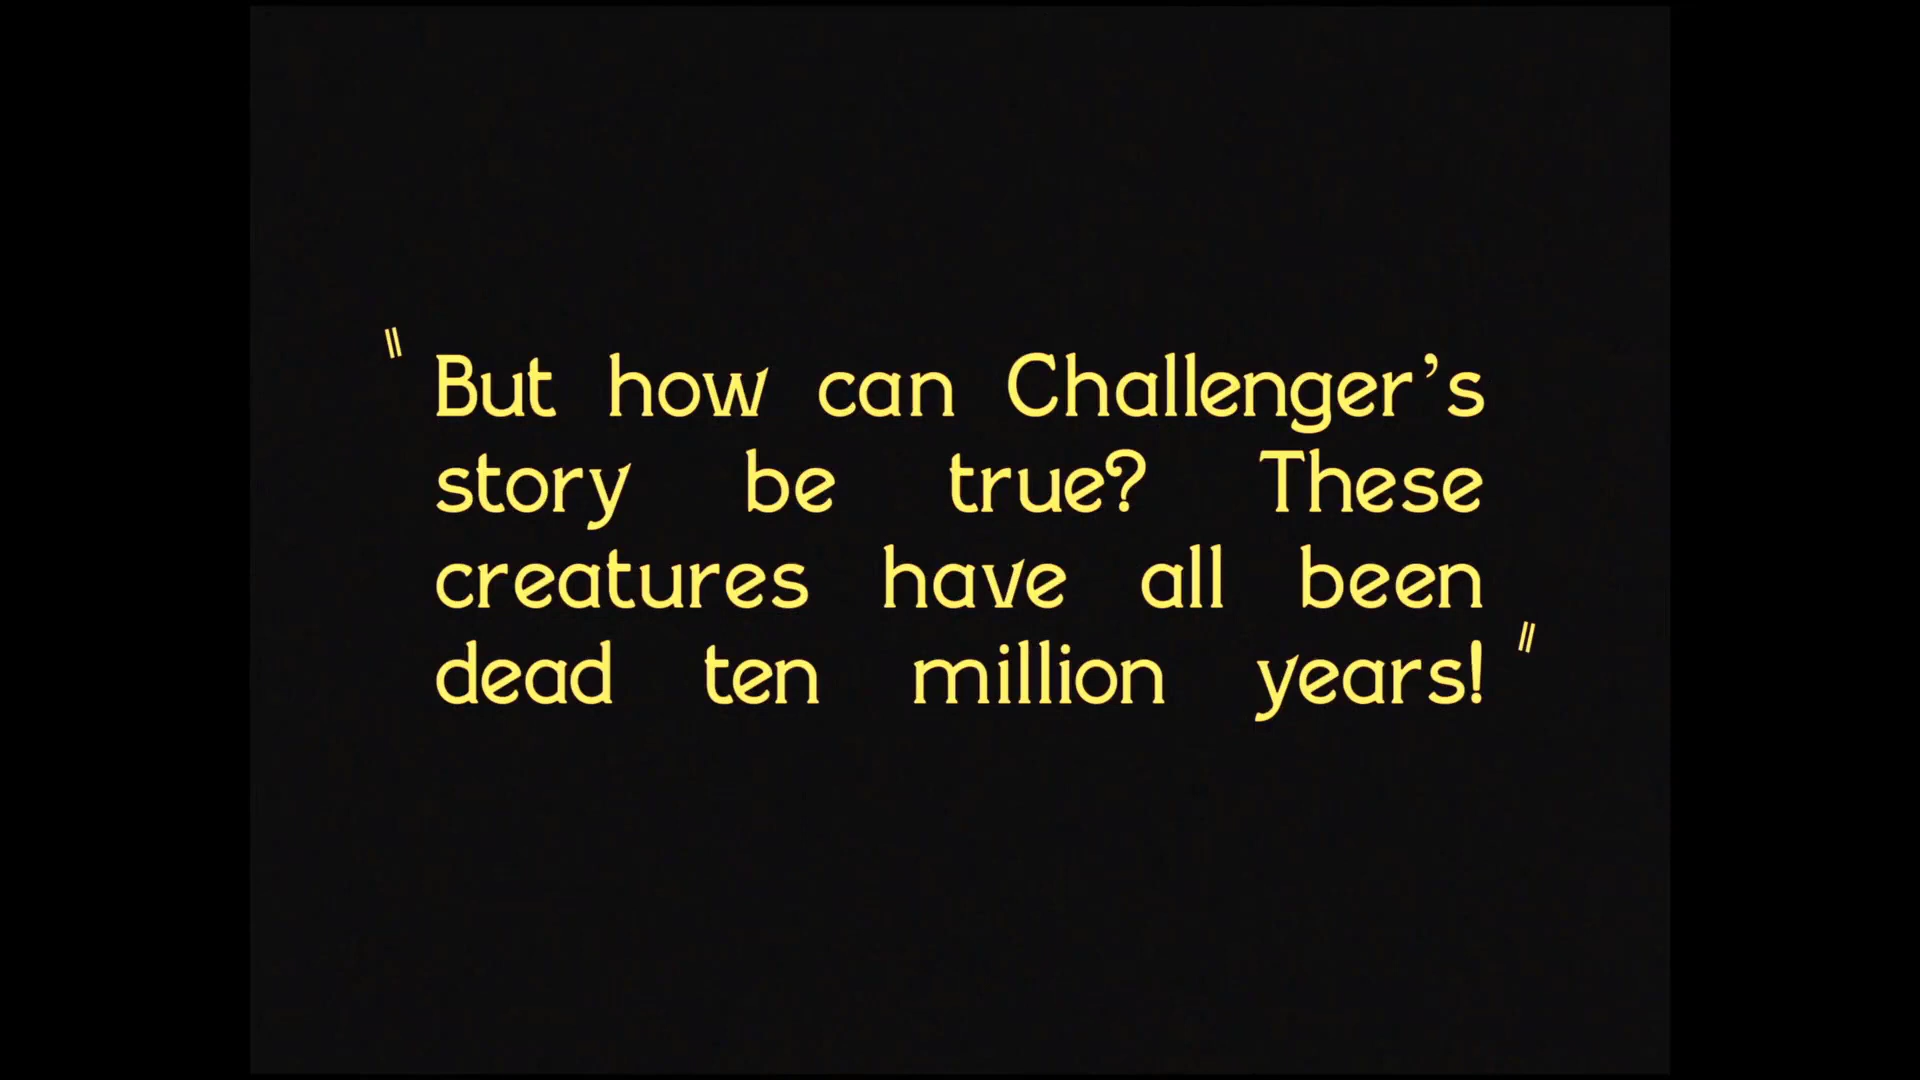 "But how can Challenger's
story be true? These
creatures have all been
dead ten million years!"